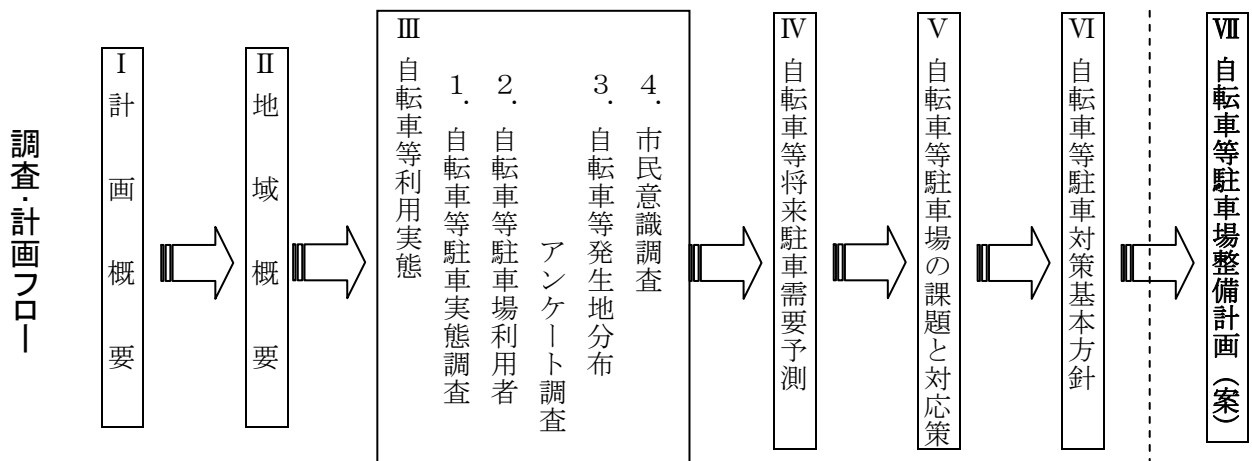 調査・計画フロー
Ⅰ 計画概要
Ⅱ 地域概要
Ⅲ 自転車等利用実態
1. 自転車等駐車実態調査
2. 自転車等駐車場利用者
アンケート調査
3. 自転車等発生地分布
4. 市民意識調査
Ⅳ 自転車等将来駐車需要予測
Ⅴ 自転車等駐車場の課題と対応策
Ⅵ 自転車等駐車対策基本方針
Ⅶ 自転車等駐車場整備計画(案)